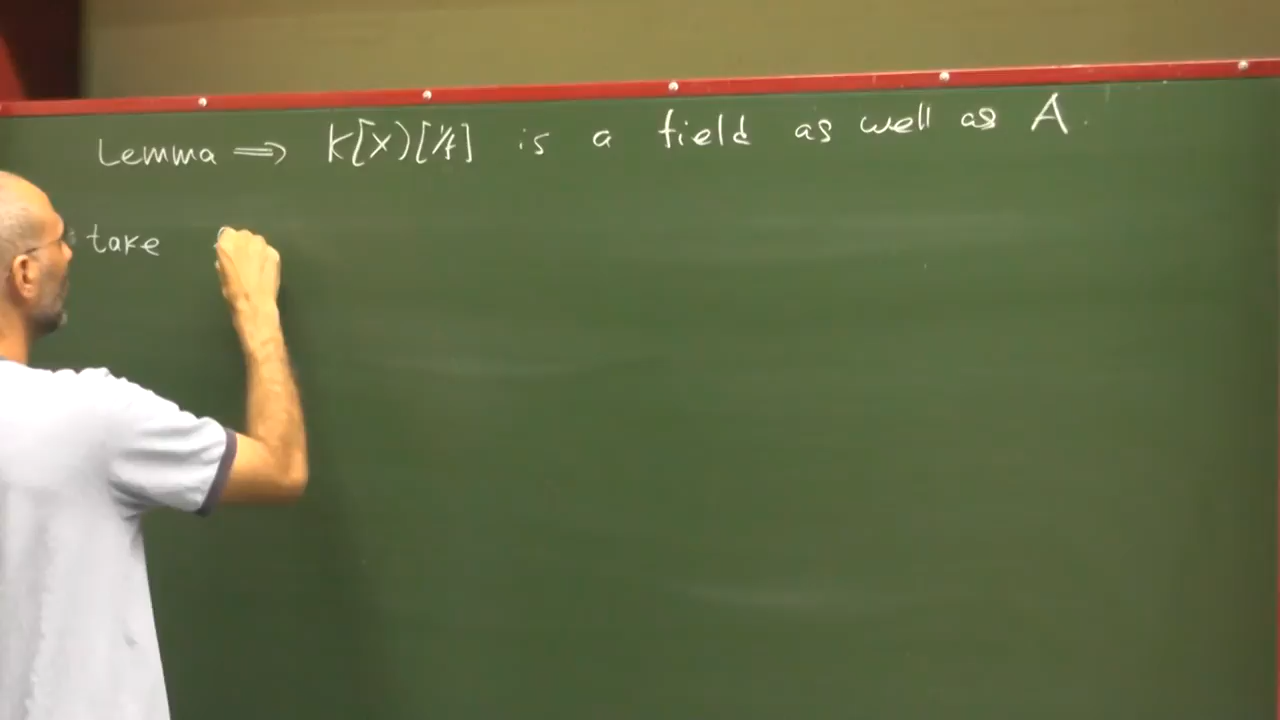 Lemma ⟹ K[X)[1/f] is a field as well as A.
take